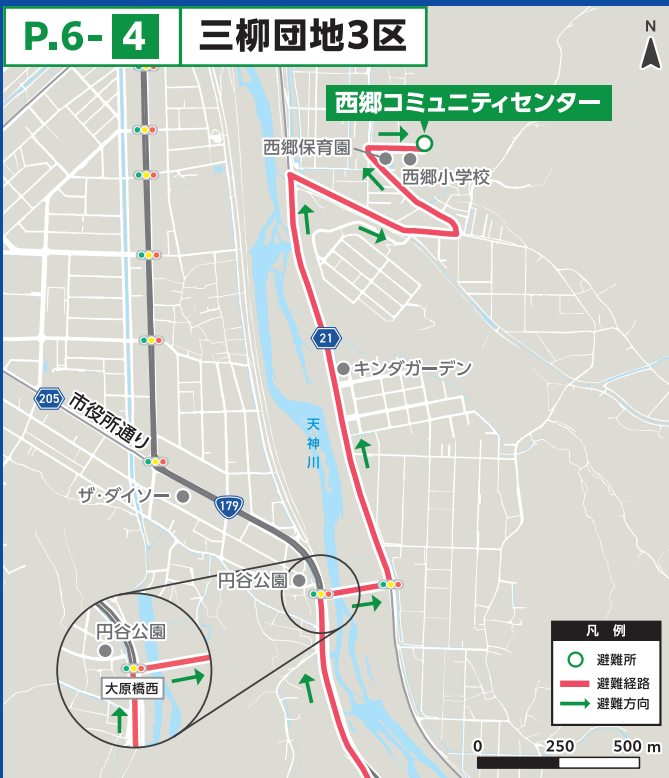 P.6-4
三柳団地3区
N
西郷コミュニティセンター
西郷保育園
西郷小学校
21
キンダガーデン
205
市役所通り
天神川
ザ・ダイソー
179
円谷公園
円谷公園
大原橋西
凡 例
避難所
避難経路
避難方向
0 250 500 m